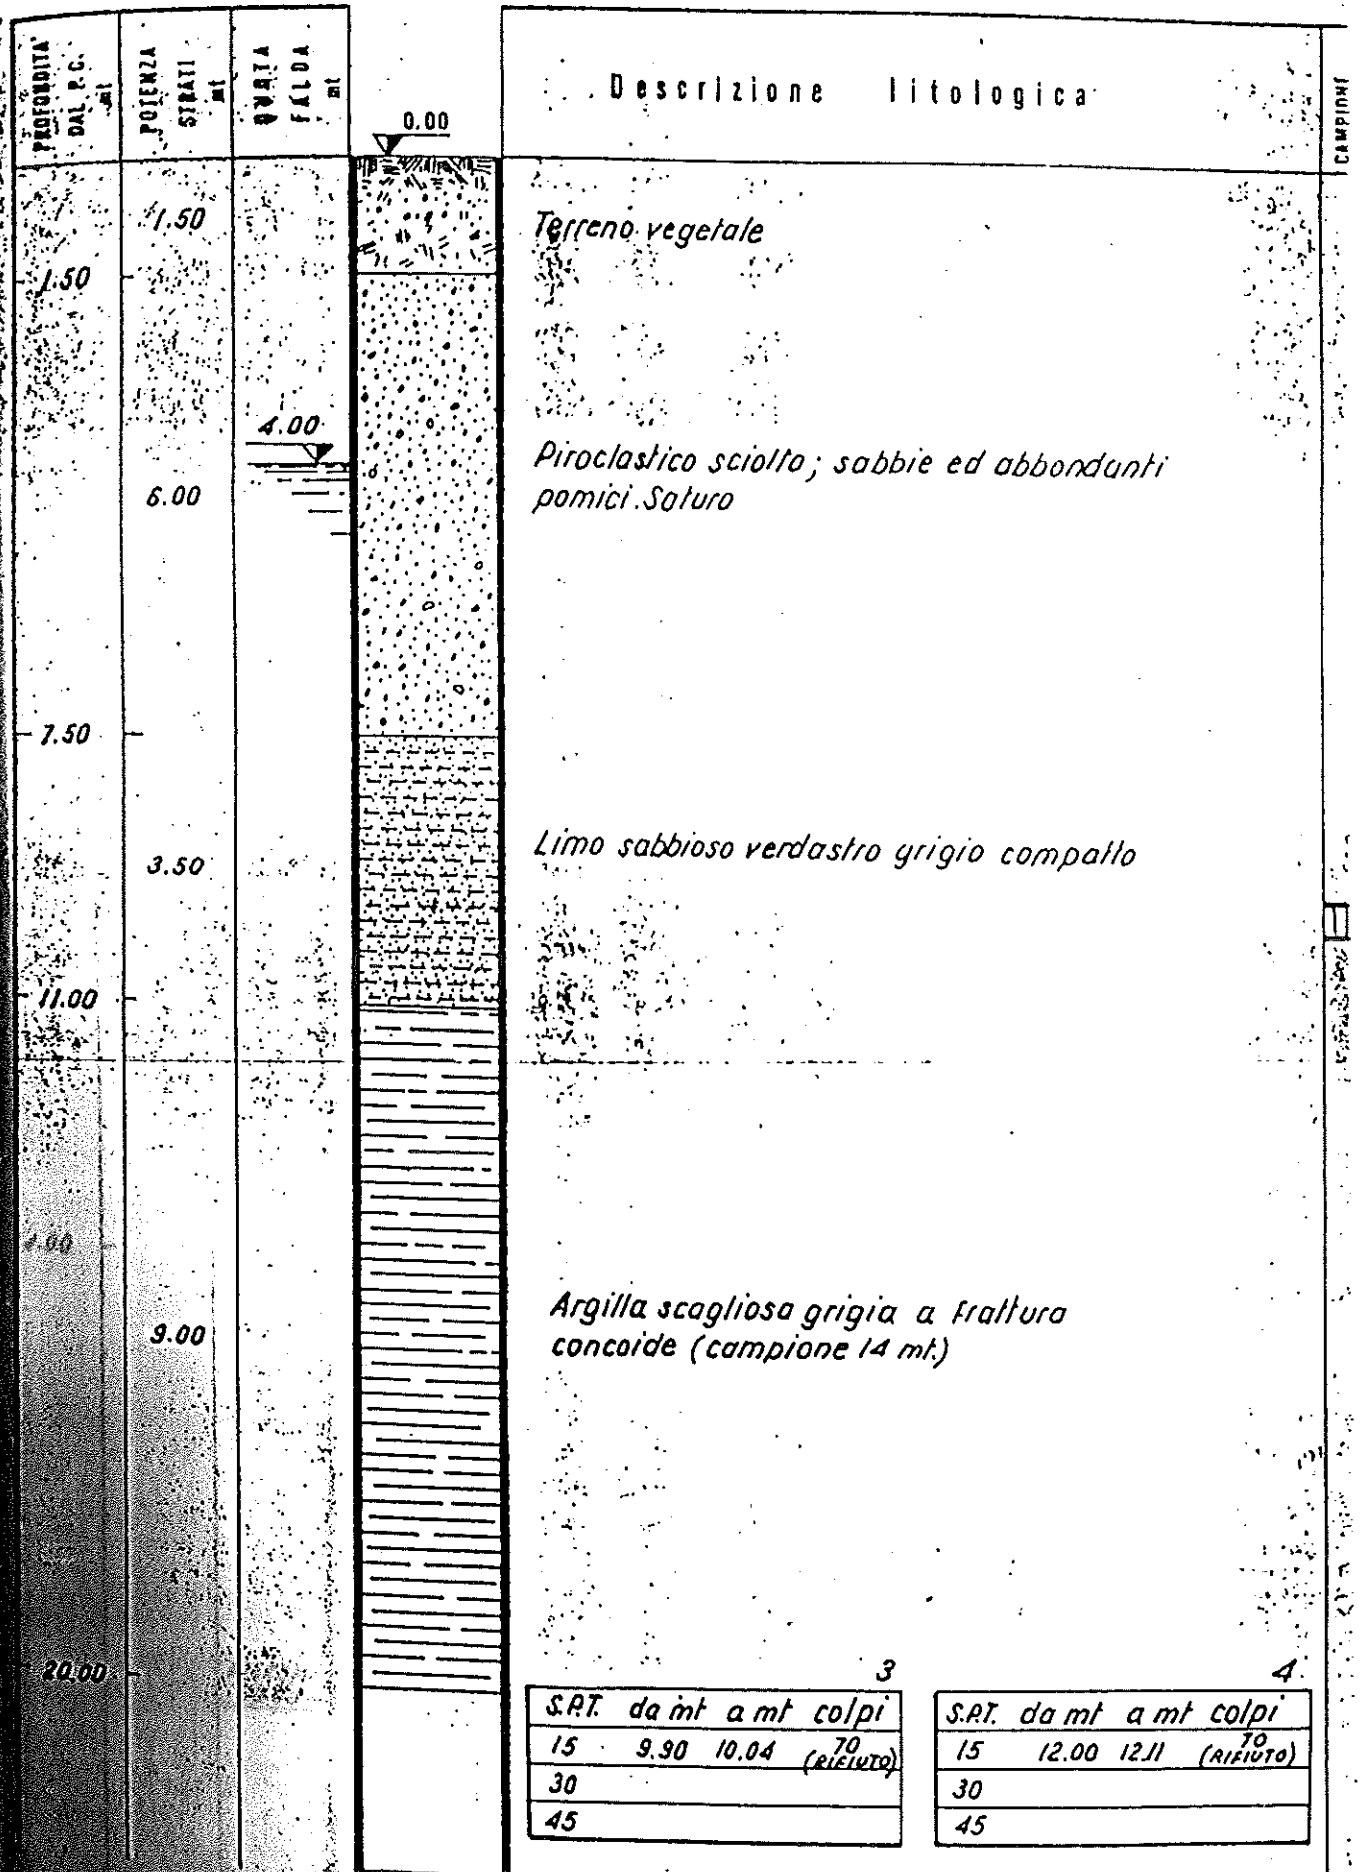 PROFONDITA' DAL P.C. mt
POTENZA STRATI mt
QUOTA FALDA mt
0.00
Descrizione litologica
CAMPIONI
1.50
Terreno vegetale
1.50
4.00
Piroclastico sciolto; sabbie ed abbondanti
6.00
pomici. Saturo
7.50
Limo sabbioso verdastro grigio compatto
3.50
11.00
Argilla scagliosa grigia a frattura
9.00
concoide (campione 14 mt.)
20.00
3
S.P.T. da mt a mt colpi
15 9.90 10.04 70 (RIFIUTO)
30
45
4
S.P.T. da mt a mt colpi
15 12.00 12.11 70 (RIFIUTO)
30
45